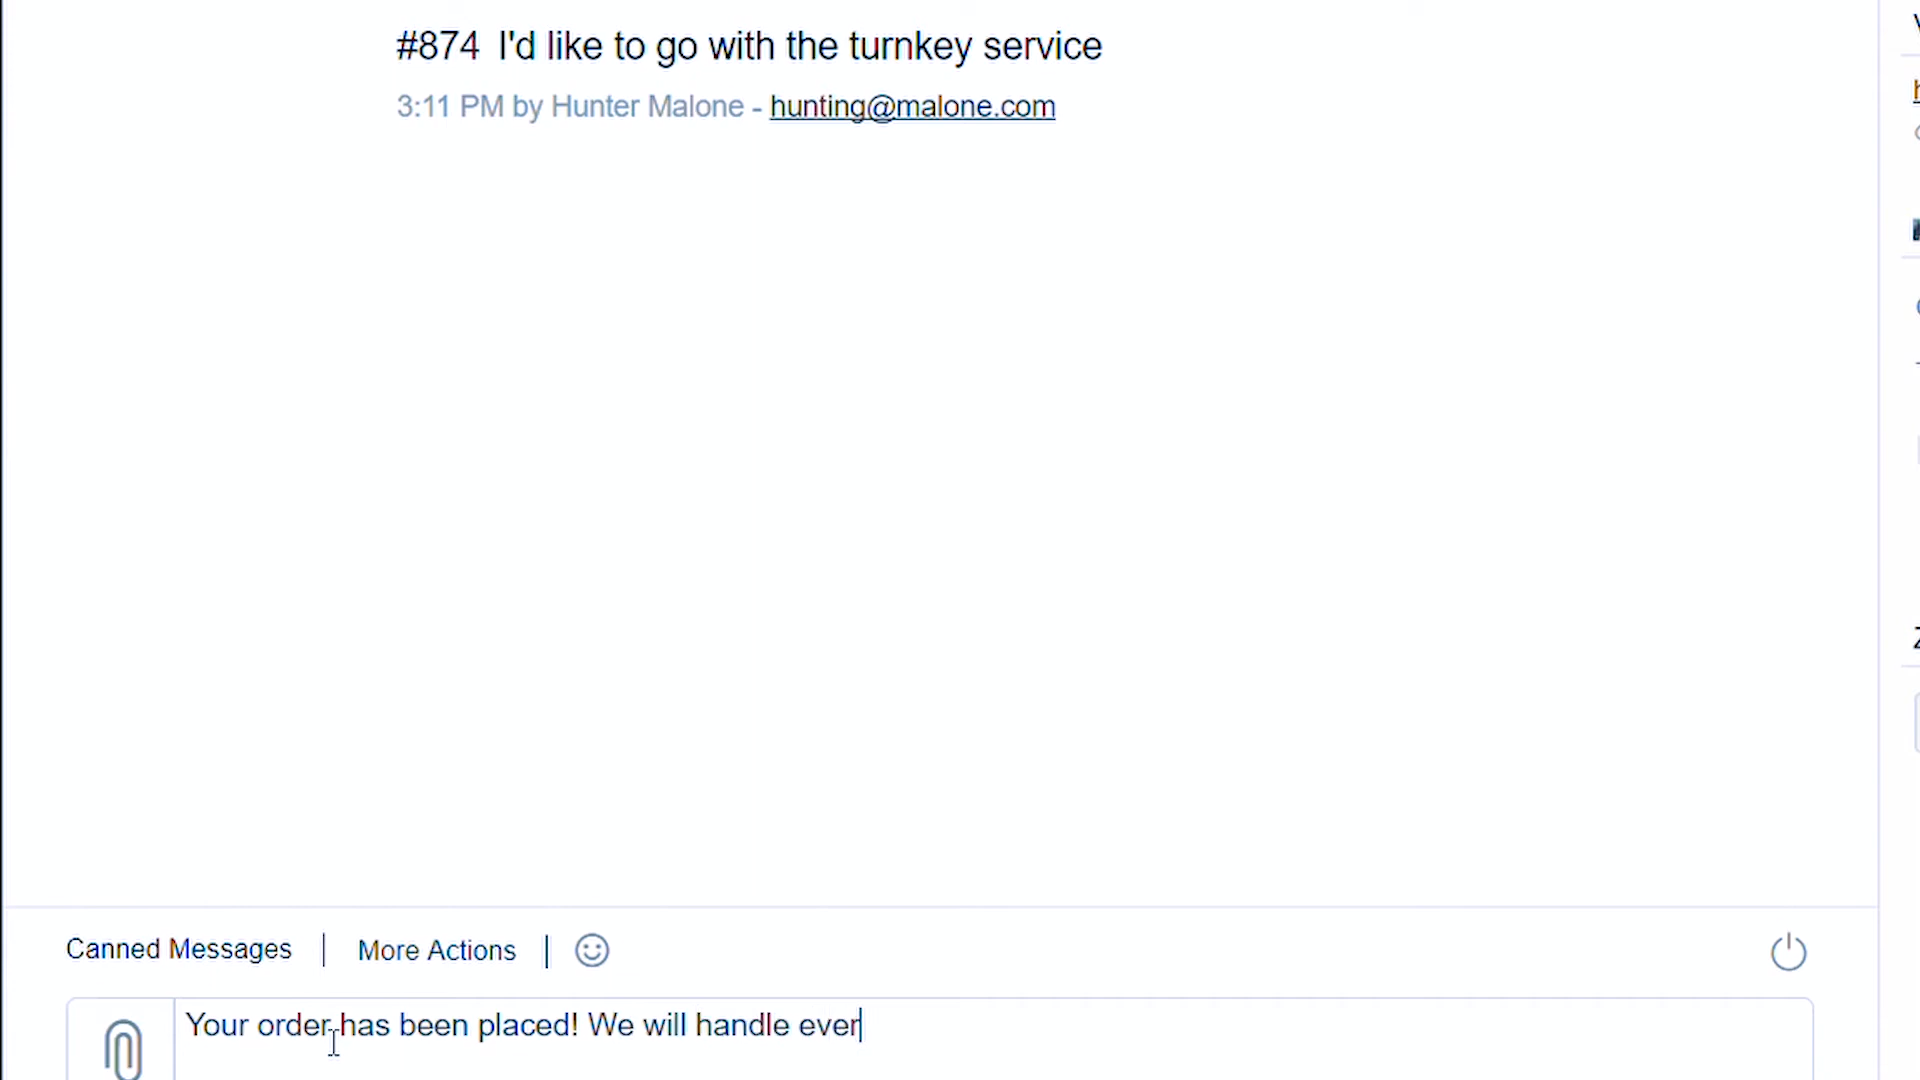 #874 I'd like to go with the turnkey service
3:11 PM by Hunter Malone - hunting@malone.com
Canned Messages | More Actions |
Your order has been placed! We will handle ever